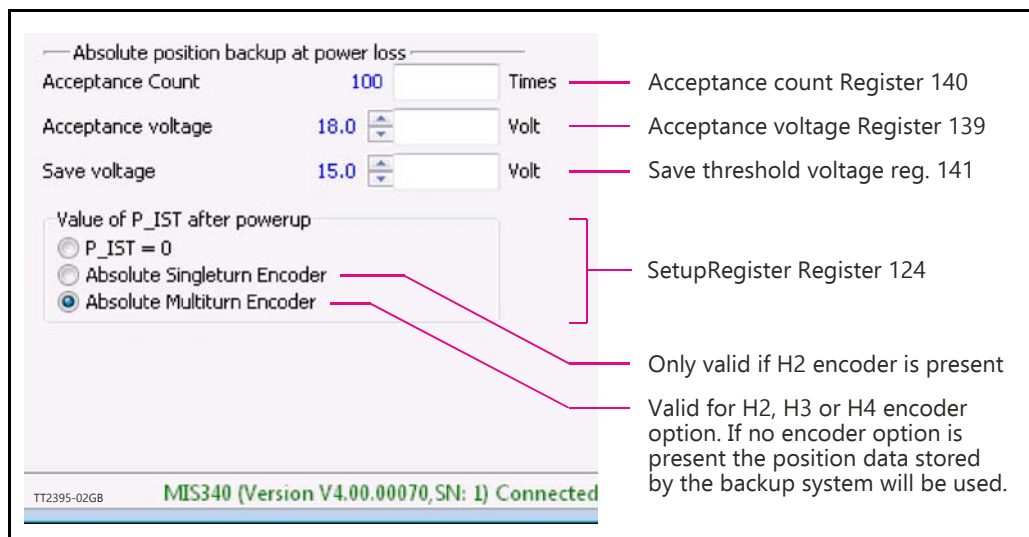 Absolute position backup at power loss
Acceptance Count 100 Times Acceptance count Register 140
Acceptance voltage 18.0 Volt Acceptance voltage Register 139
Save voltage 15.0 Volt Save threshold voltage reg. 141
Value of P_IST after powerup
P_IST = 0
Absolute Singleturn Encoder
Absolute Multiturn Encoder
SetupRegister Register 124
Only valid if H2 encoder is present
Valid for H2, H3 or H4 encoder
option. If no encoder option is
present the position data stored
by the backup system will be used.
TT2395-02GB MIS340 (Version V4.00.00070,SN: 1) Connected